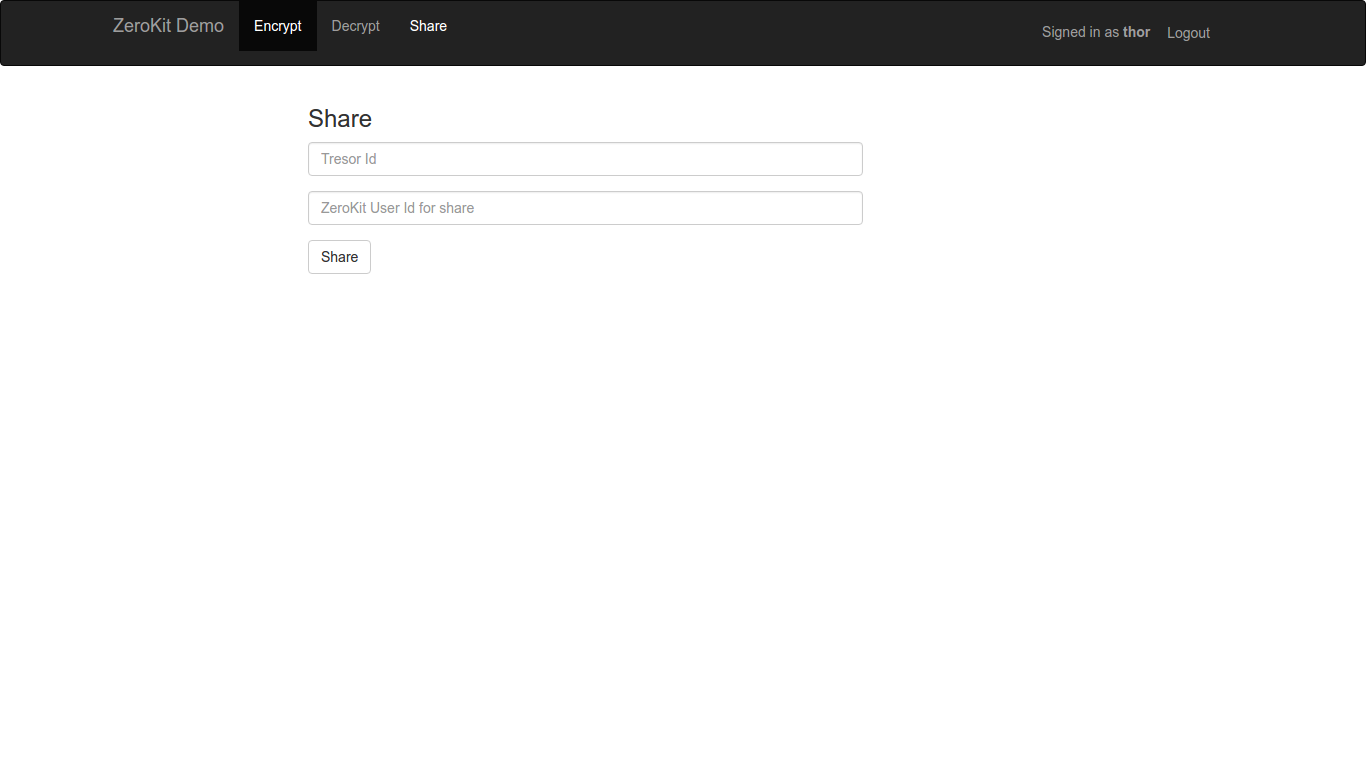 ZeroKit Demo Encrypt Decrypt Share Signed in as thor Logout
Share
Tresor Id
ZeroKit User Id for share
Share